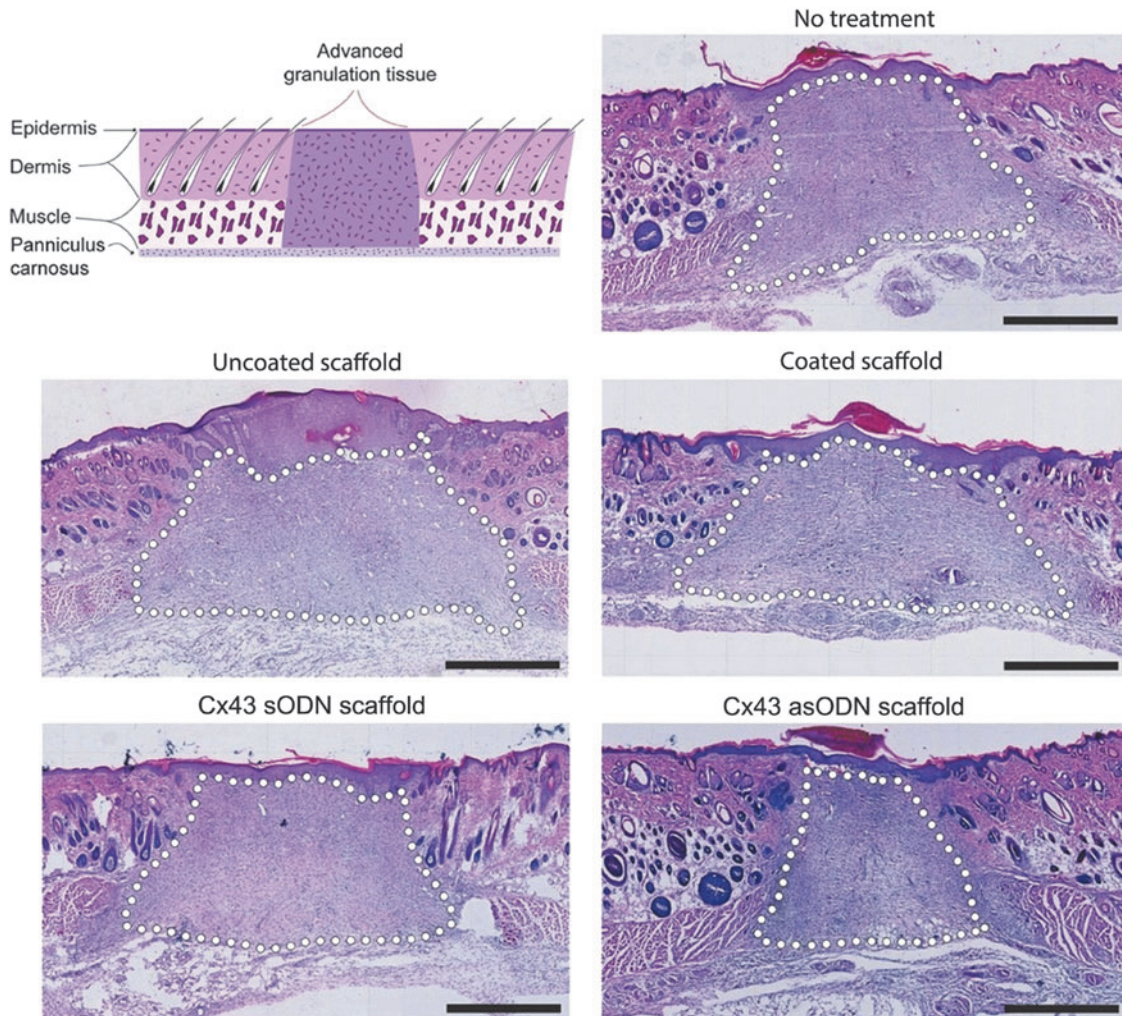 No treatment
Advanced
granulation tissue
Epidermis
Dermis
Muscle
Panniculus
carnosus
Uncoated scaffold
Coated scaffold
Cx43 sODN scaffold
Cx43 asODN scaffold